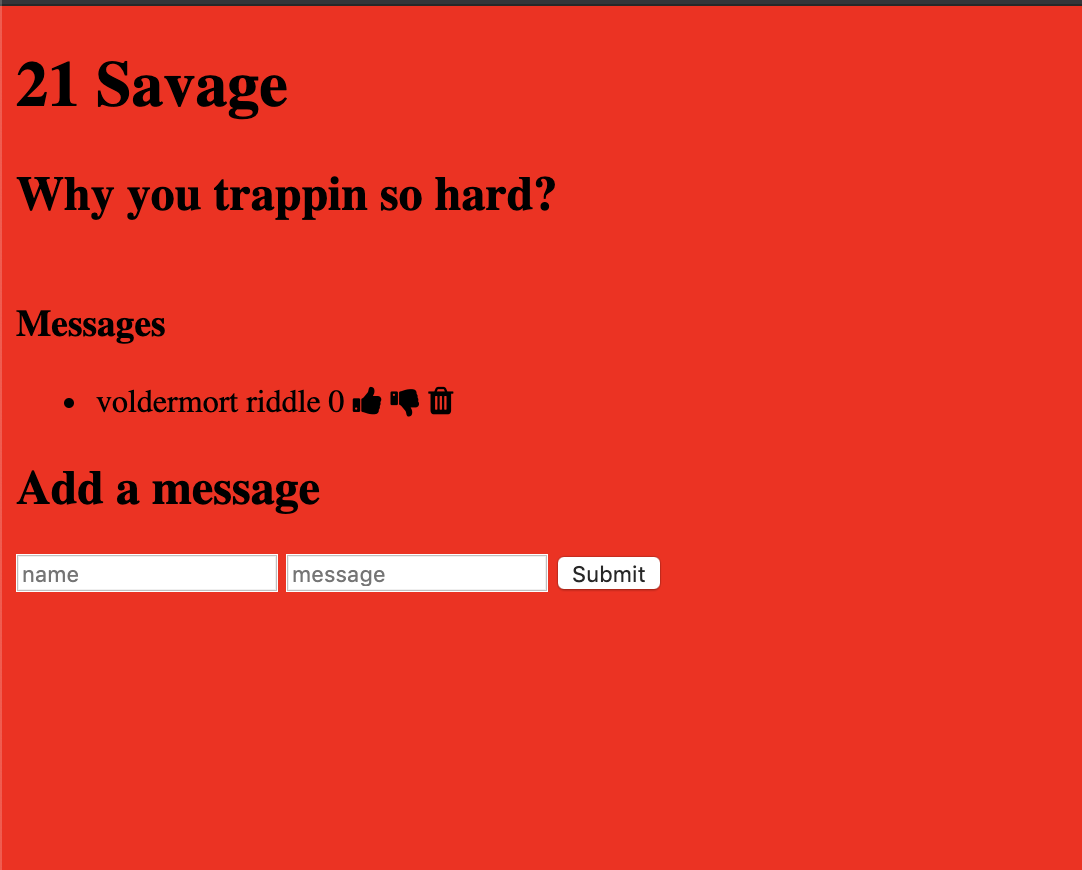 21 Savage
Why you trappin so hard?
Messages
voldermort riddle 0
Add a message
name message Submit